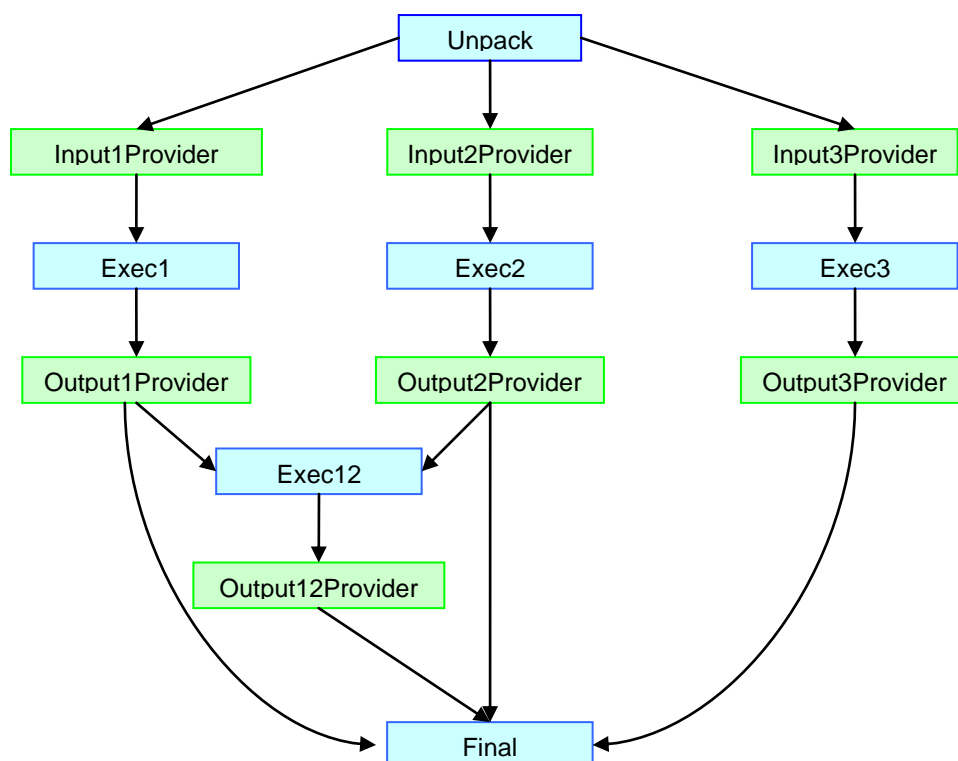 Unpack
Input1Provider
Input2Provider
Input3Provider
Exec1
Exec2
Exec3
Output1Provider
Output2Provider
Output3Provider
Exec12
Output12Provider
Final